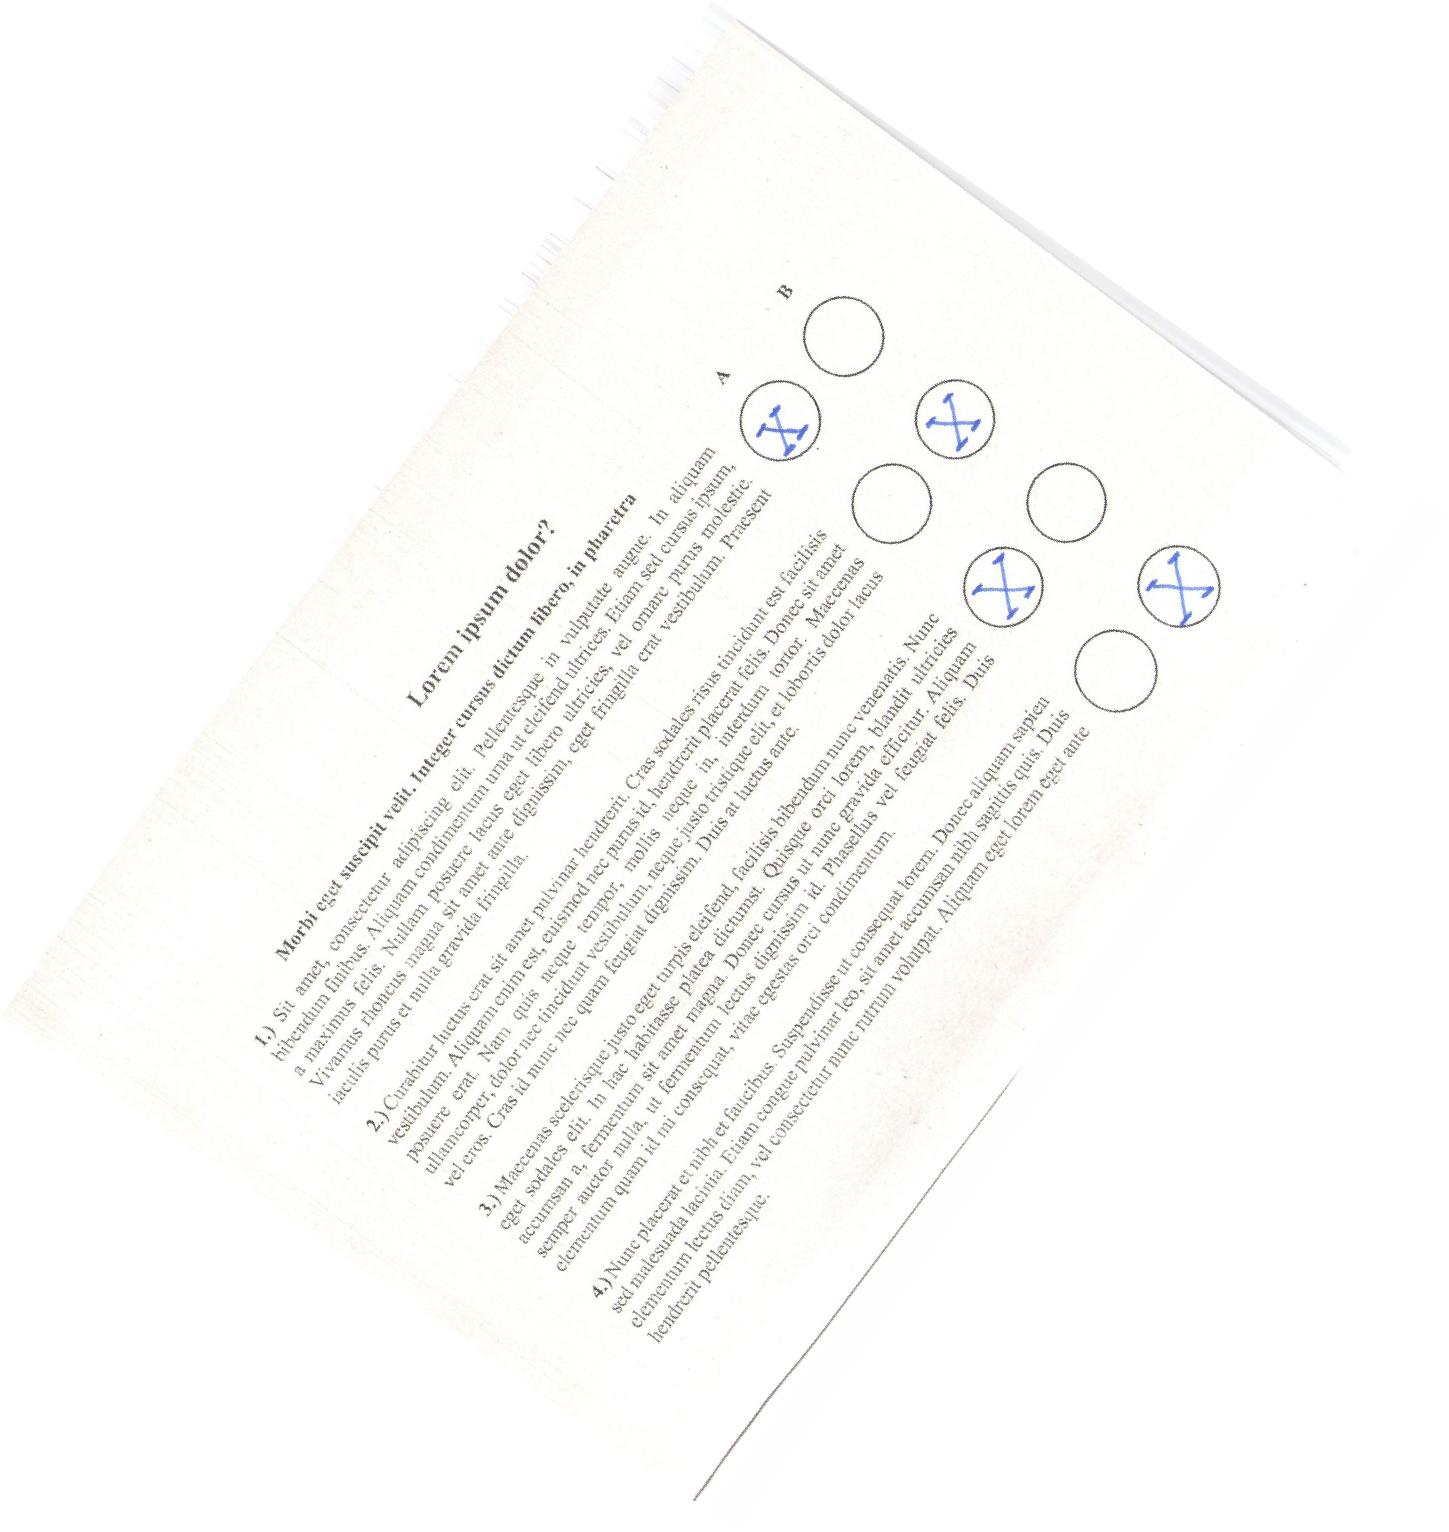 Lorem ipsum dolor?
Morbi eget suscipit velit. Integer cursus dictum libero, in pharetra
A B
1.) Sit amet, consectetur adipiscing elit. Pellentesque in vulputate augue. In aliquam
bibendum finibus. Aliquam condimentum urna ut eleifend ultrices. Etiam sed cursus ipsum,
a maximus felis. Nullam posuere lacus eget libero ultricies, vel ornare purus molestie.
Vivamus rhoncus magna sit amet ante dignissim, eget fringilla erat vestibulum. Praesent
iaculis purus et nulla gravida fringilla.
2.) Curabitur luctus erat sit amet pulvinar hendrerit. Cras sodales risus tincidunt est facilisis
vestibulum. Aliquam enim est, euismod nec purus id, hendrerit placerat felis. Donec sit amet
posuere erat. Nam quis neque tempor, mollis neque in, interdum tortor. Maecenas
ullamcorper, dolor nec tincidunt vestibulum, neque justo tristique elit, et lobortis dolor lacus
vel eros. Cras id nunc nec quam feugiat dignissim. Duis at luctus ante.
3.) Maecenas scelerisque justo eget turpis eleifend, facilisis bibendum nunc venenatis. Nunc
eget sodales elit. In hac habitasse platea dictumst. Quisque orci lorem, blandit ultricies
accumsan a, fermentum sit amet magna. Donec cursus ut nunc gravida efficitur. Aliquam
semper auctor nulla, ut fermentum lectus dignissim id. Phasellus vel feugiat felis. Duis
elementum quam id mi consequat, vitae egestas orci condimentum.
4.) Nunc placerat et nibh et faucibus. Suspendisse ut consequat lorem. Donec aliquam sapien
sed malesuada lacinia. Etiam congue pulvinar leo, sit amet accumsan nibh sagittis quis. Duis
elementum lectus diam, vel consectetur nunc rutrum volutpat. Aliquam eget lorem eget ante
hendrerit pellentesque.